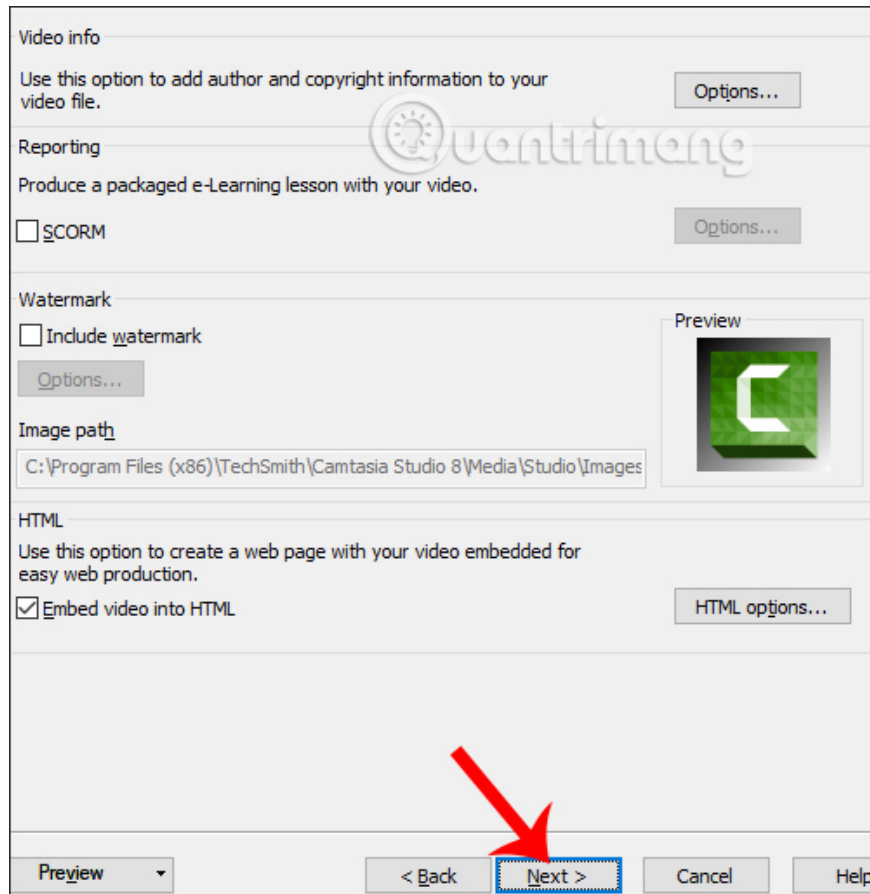 Video info
Use this option to add author and copyright information to your
video file.
Options...
Quantrimang
Reporting
Produce a packaged e-Learning lesson with your video.
SCORM
Options...
Watermark
Include watermark
Options...
Preview
Image path
C:\Program Files (x86)\TechSmith\Camtasia Studio 8\Media\Studio\Images
HTML
Use this option to create a web page with your video embedded for
easy web production.
Embed video into HTML
HTML options...
Preview
< Back
Next >
Cancel
Help